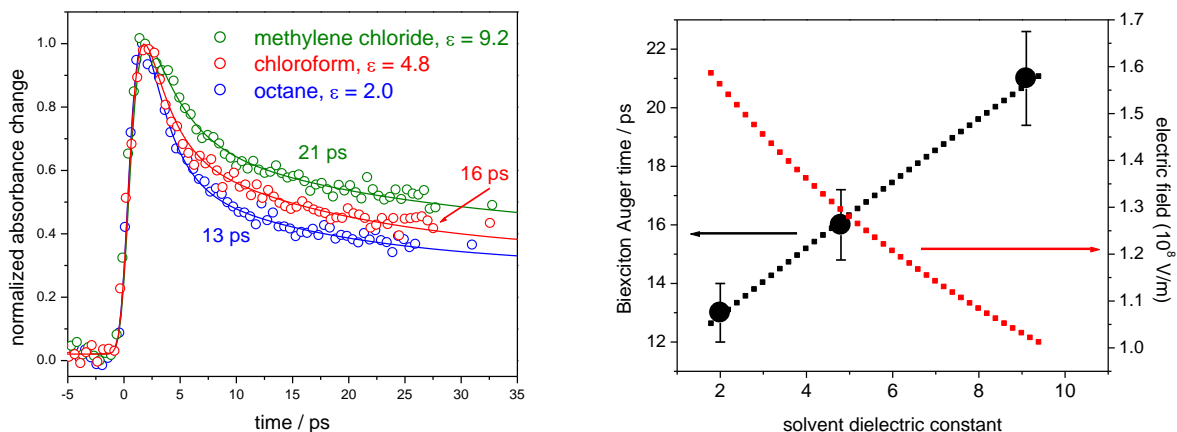 methylene chloride, ε = 9.2
chloroform, ε = 4.8
octane, ε = 2.0
21 ps
16 ps
13 ps
normalized absorbance change
1.0
0.8
0.6
0.4
0.2
0.0
-5 0 5 10 15 20 25 30 35
time / ps
Biexciton Auger time / ps
22
20
18
16
14
12
2 4 6 8 10
solvent dielectric constant
1.7
1.6
1.5
1.4
1.3
1.2
1.1
1.0
electric field (10⁸ V/m)